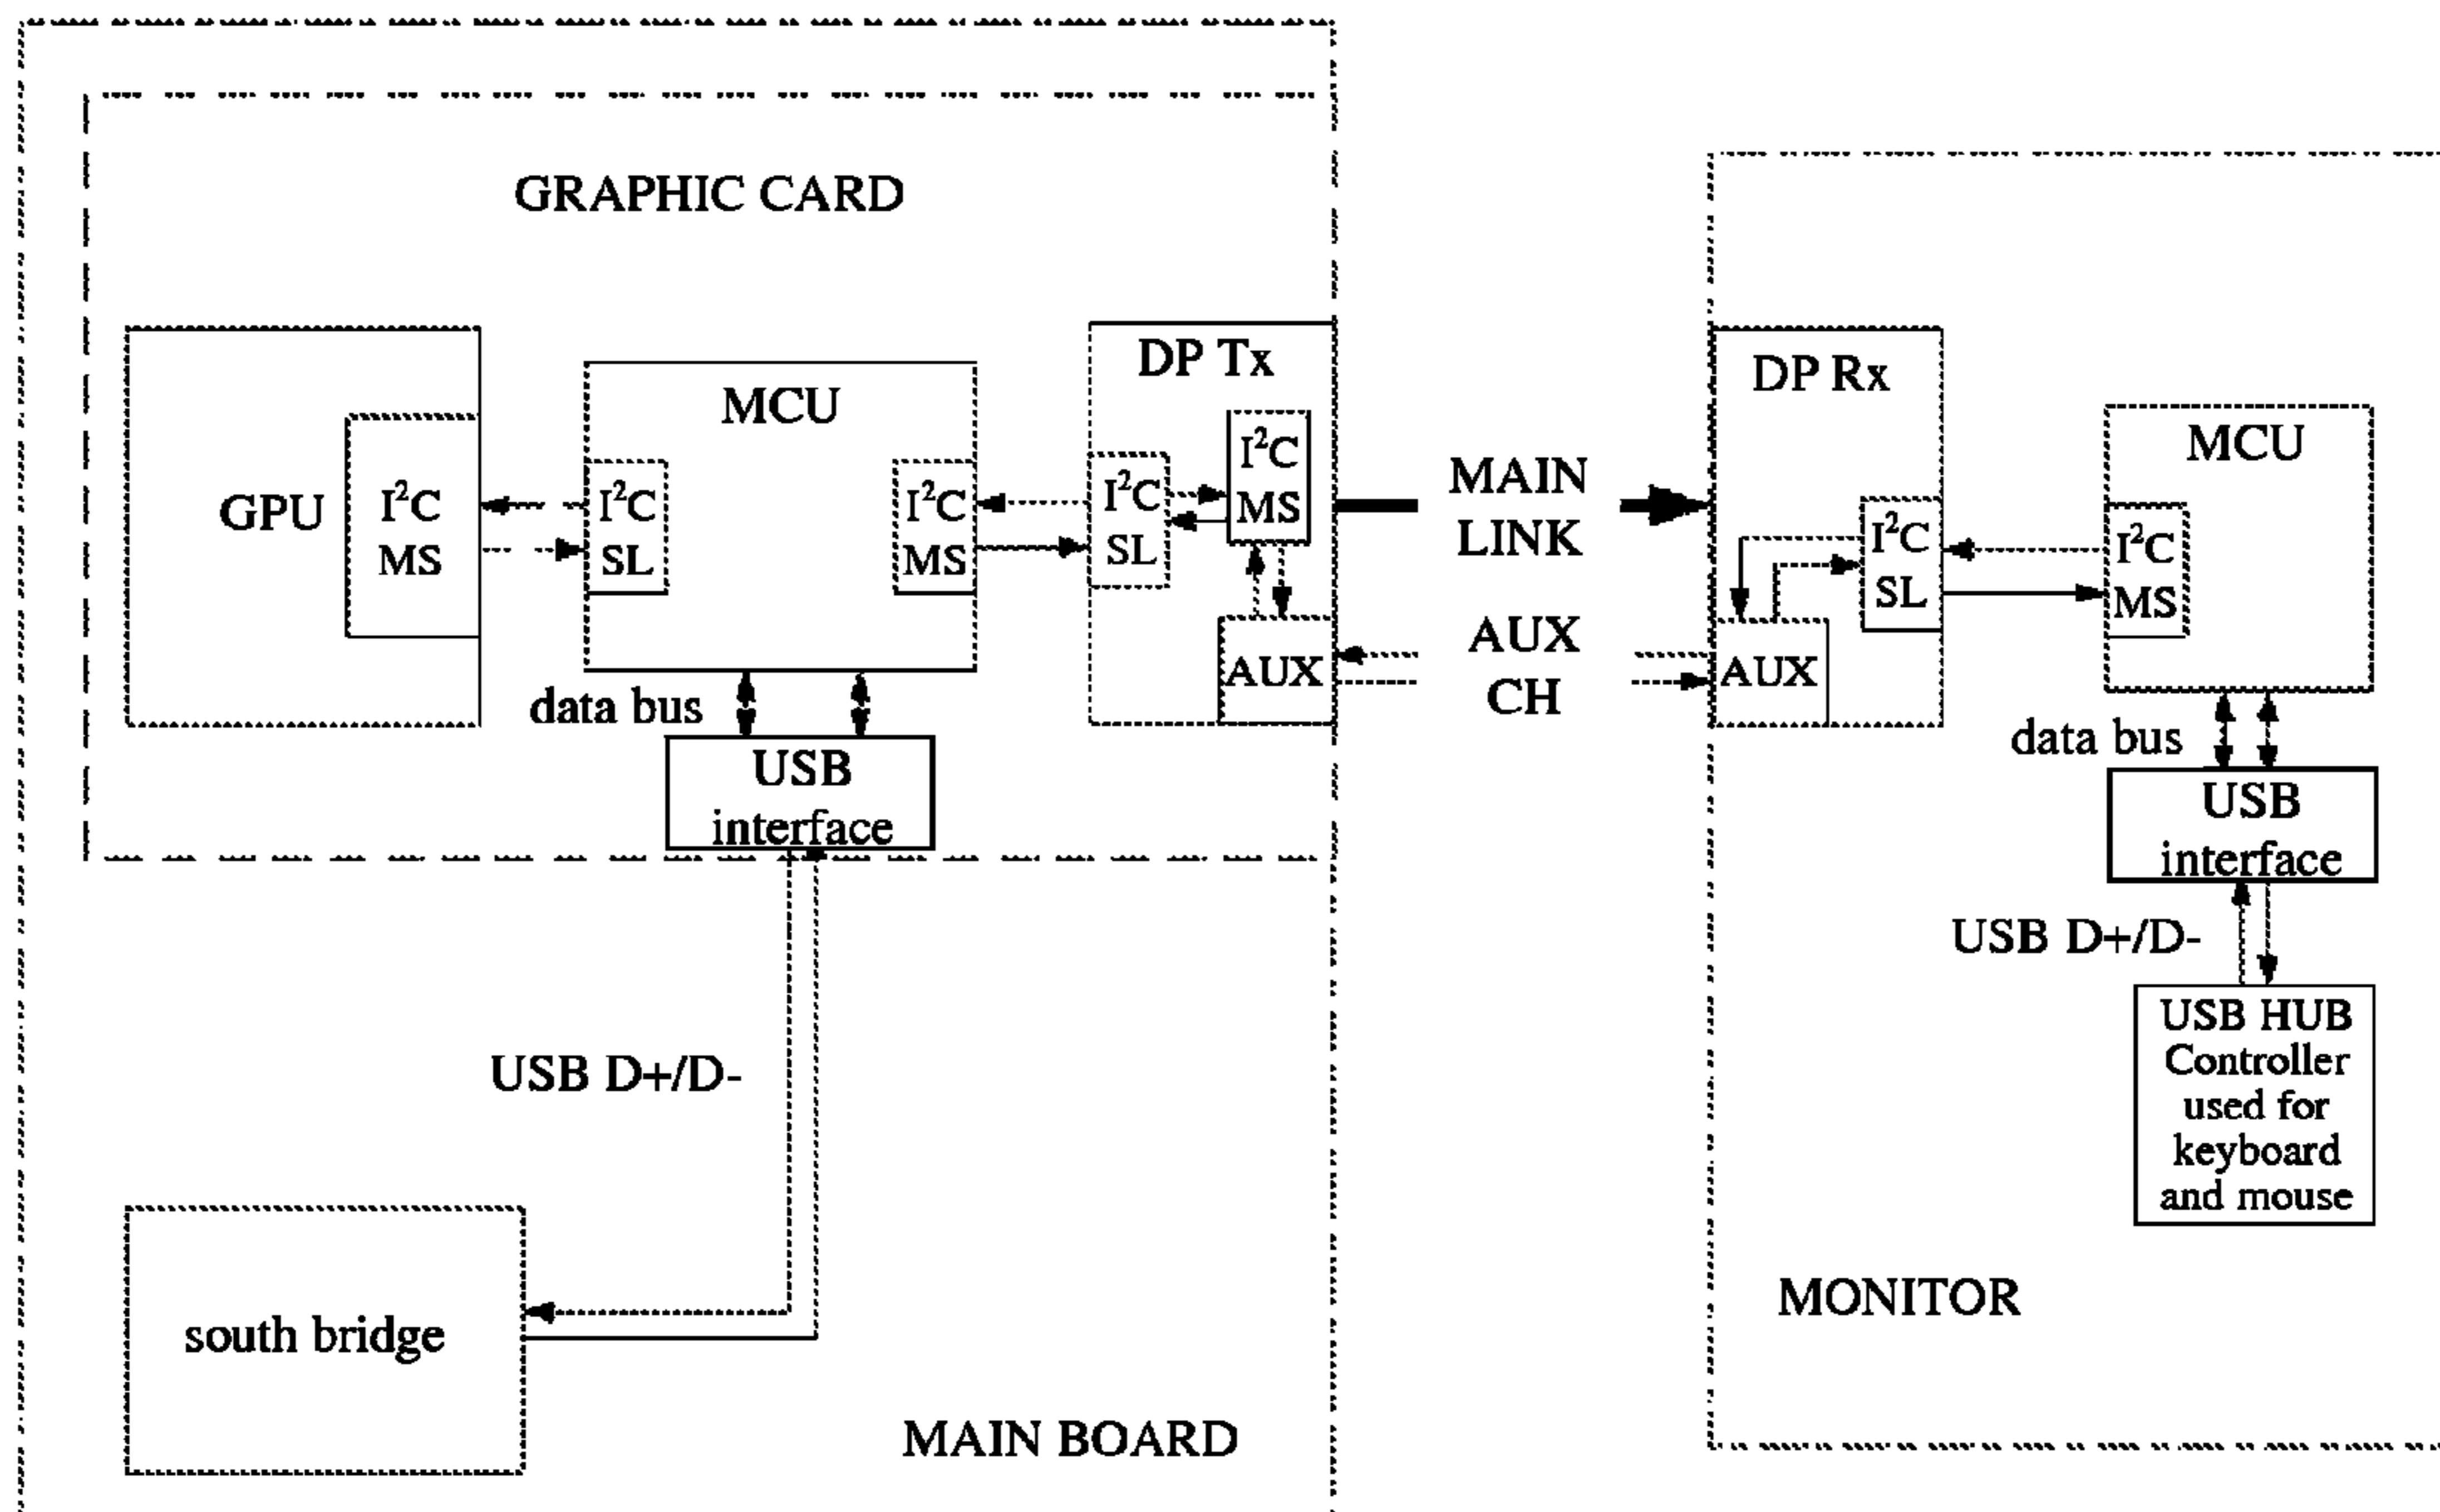 GRAPHIC CARD
GPU
I²C
MS
MCU
I²C
SL
I²C
MS
DP Tx
I²C
SL
I²C
MS
AUX
data bus
USB
interface
USB D+/D-
south bridge
MAIN BOARD
MAIN
LINK
AUX
CH
DP Rx
I²C
SL
AUX
MCU
I²C
MS
data bus
USB
interface
USB D+/D-
USB HUB
Controller
used for
keyboard
and mouse
MONITOR